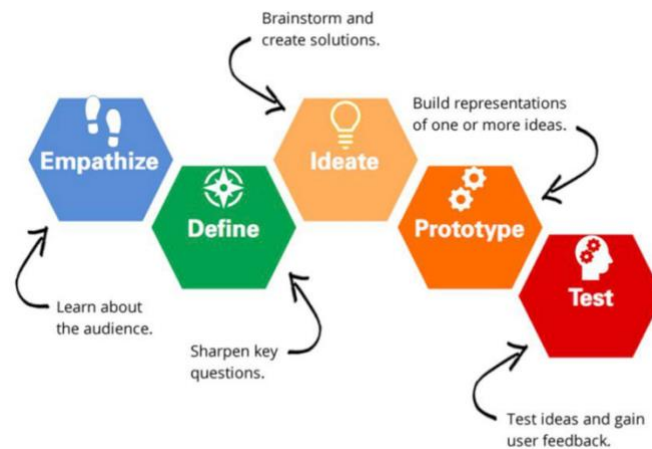 Brainstorm and
create solutions.
Build representations
of one or more ideas.
Empathize
Ideate
Define
Prototype
Test
Learn about
the audience.
Sharpen key
questions.
Test ideas and gain
user feedback.